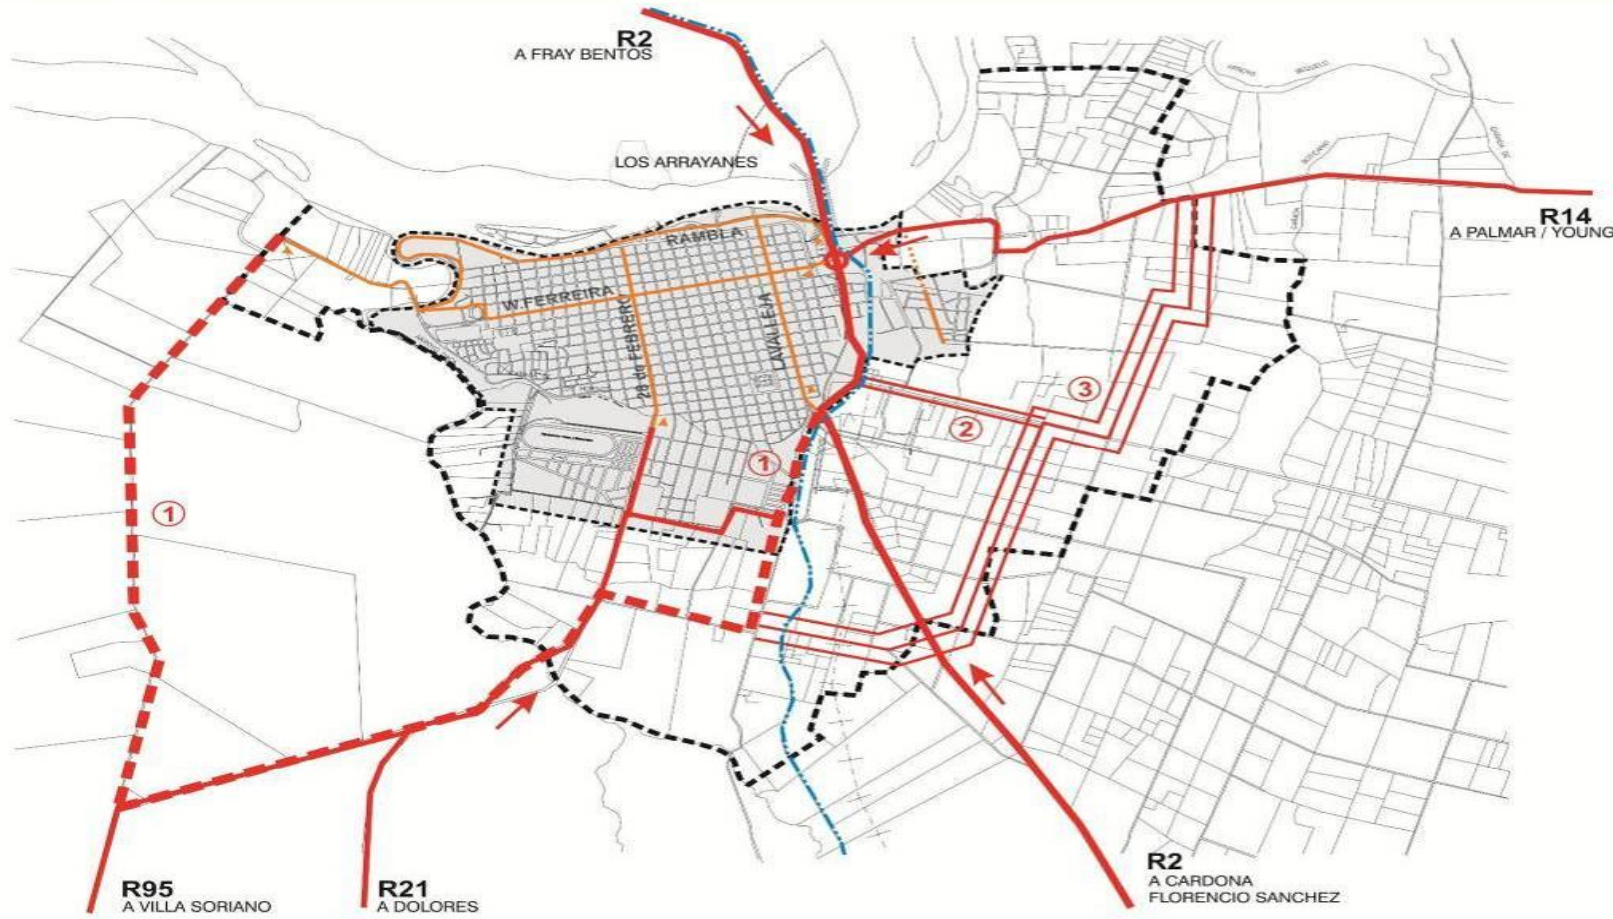 R2
A FRAY BENTOS
LOS ARRAYANES
R14
A PALMAR / YOUNG
RAMBLA
W.FERREIRA
28 de FEBRERO
LAVALLEJA
3
2
1
1
R95
A VILLA SORIANO
R21
A DOLORES
R2
A CARDONA
FLORENCIO SANCHEZ